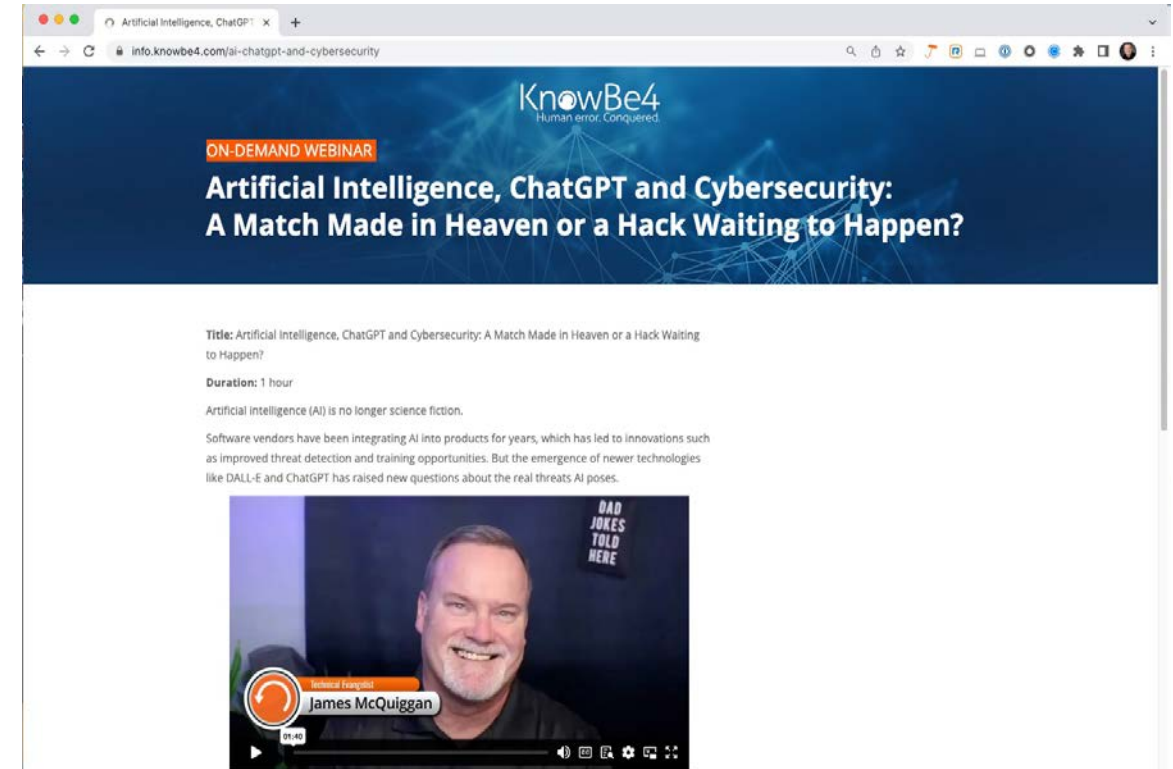 Artificial Intelligence, ChatGP
info.knowbe4.com/ai-chatgpt-and-cybersecurity
KnowBe4
Human error. Conquered.
ON-DEMAND WEBINAR
Artificial Intelligence, ChatGPT and Cybersecurity:
A Match Made in Heaven or a Hack Waiting to Happen?
Title: Artificial Intelligence, ChatGPT and Cybersecurity: A Match Made in Heaven or a Hack Waiting
to Happen?
Duration: 1 hour
Artificial intelligence (AI) is no longer science fiction.
Software vendors have been integrating AI into products for years, which has led to innovations such
as improved threat detection and training opportunities. But the emergence of newer technologies
like DALL-E and ChatGPT has raised new questions about the real threats AI poses.
DAD
JOKES
TOLD
HERE
Technical Evangelist
James McQuiggan
01:40